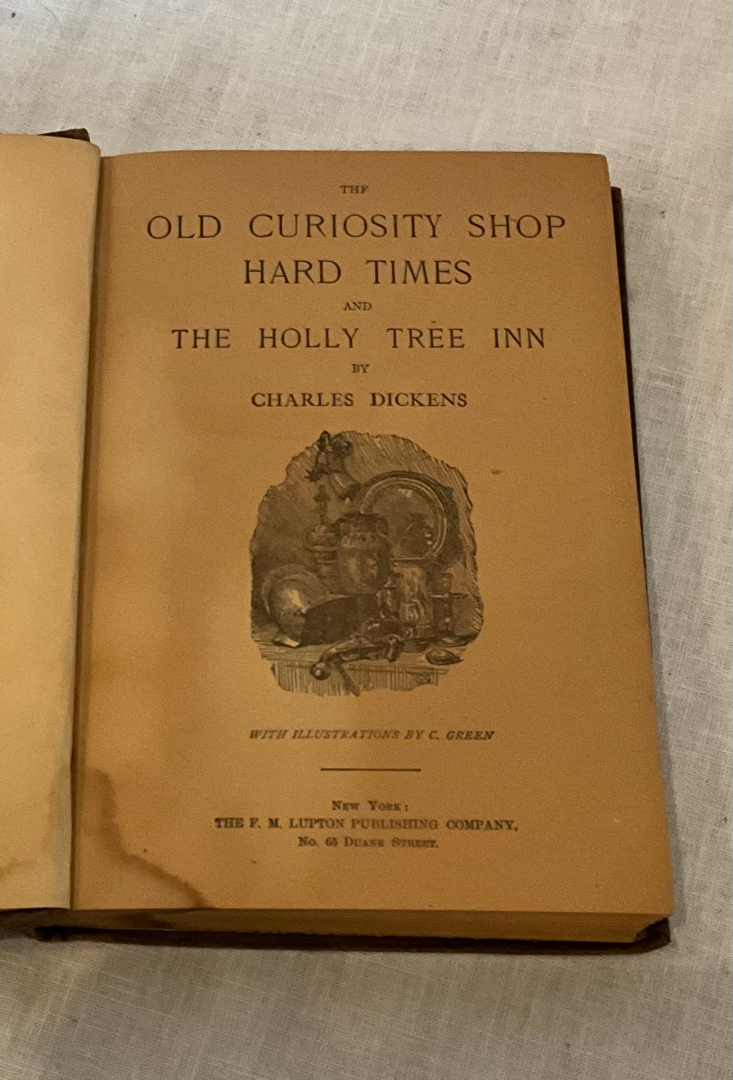 THE
OLD CURIOSITY SHOP
HARD TIMES
AND
THE HOLLY TREE INN
BY
CHARLES DICKENS
WITH ILLUSTRATIONS BY C. GREEN
NEW YORK:
THE F. M. LUPTON PUBLISHING COMPANY,
No. 65 DUANE STREET.